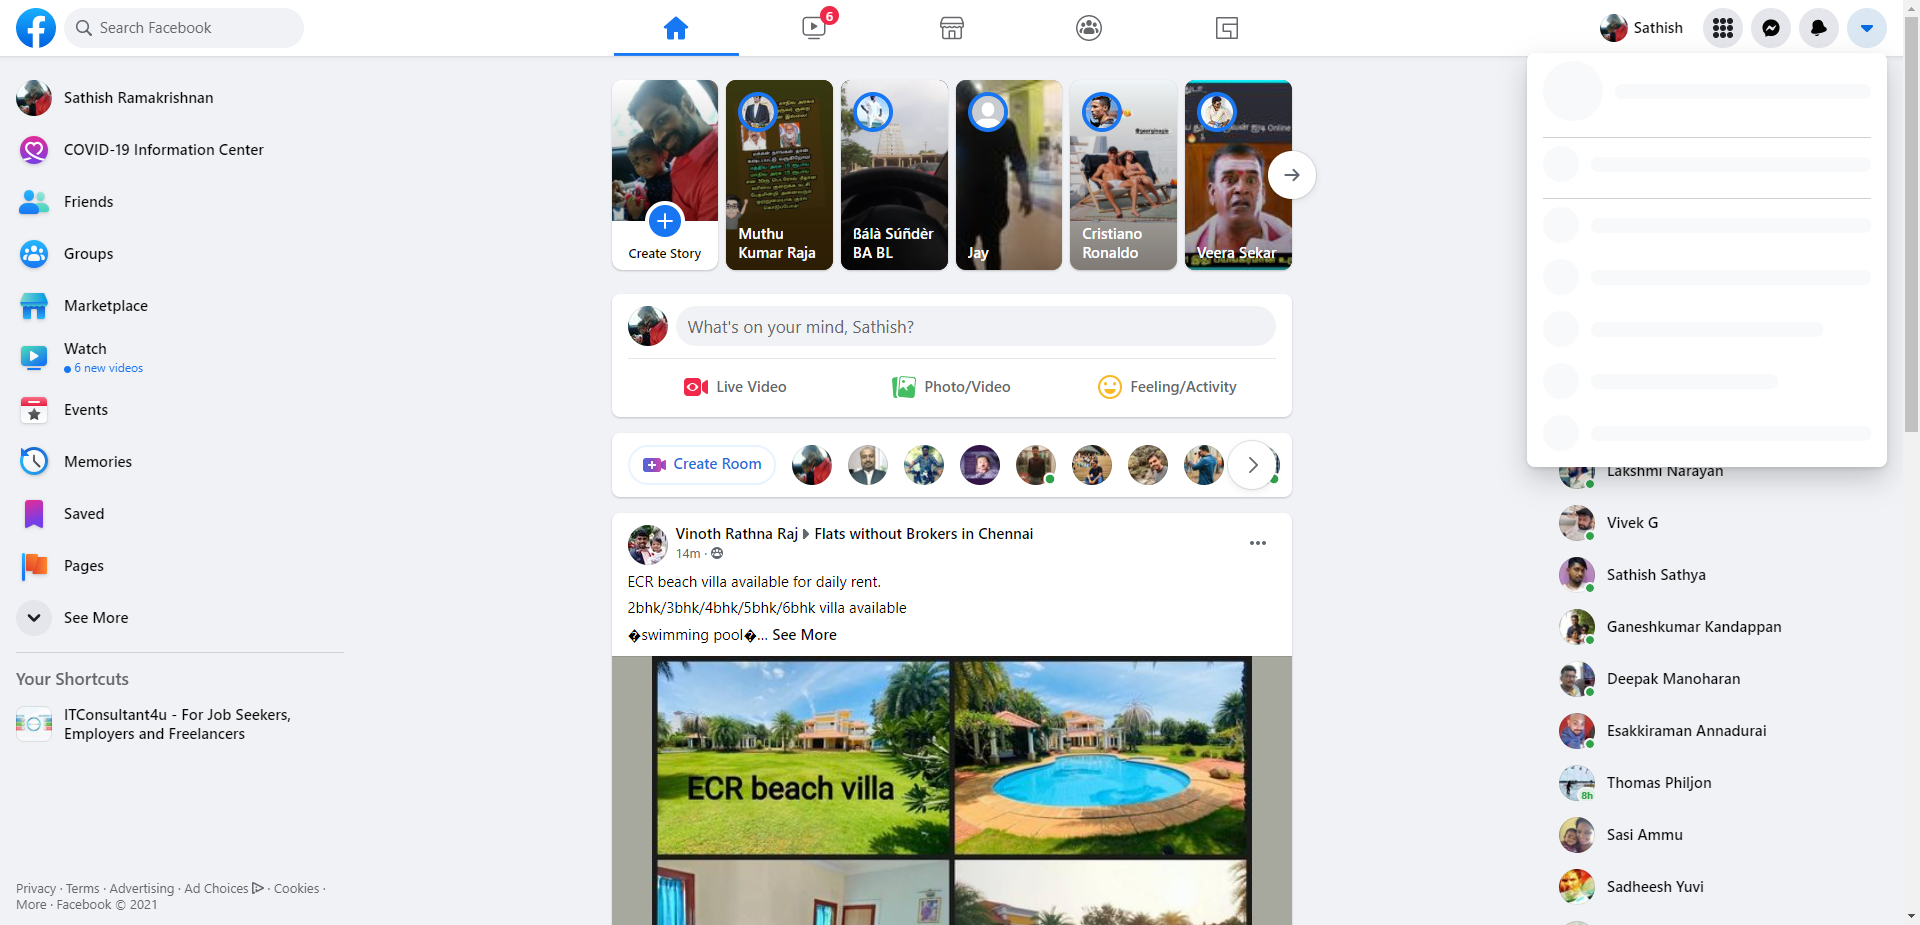 Search Facebook
6
Sathish
Sathish Ramakrishnan
COVID-19 Information Center
Friends
Groups
Marketplace
Watch
6 new videos
Events
Memories
Saved
Pages
See More
Your Shortcuts
ITConsultant4u - For Job Seekers,
Employers and Freelancers
Privacy · Terms · Advertising · Ad Choices · Cookies ·
More · Facebook © 2021
Create Story
Muthu
Kumar Raja
ßálà Súñdèr
BA BL
Jay
@georginagio
Cristiano
Ronaldo
Online
Veera Sekar
What's on your mind, Sathish?
Live Video
Photo/Video
Feeling/Activity
Create Room
Vinoth Rathna Raj Flats without Brokers in Chennai
14m ·
ECR beach villa available for daily rent.
2bhk/3bhk/4bhk/5bhk/6bhk villa available
�swimming pool�... See More
ECR beach villa
Lakshmi Narayan
Vivek G
Sathish Sathya
Ganeshkumar Kandappan
Deepak Manoharan
Esakkiraman Annadurai
Thomas Philjon
8h
Sasi Ammu
Sadheesh Yuvi